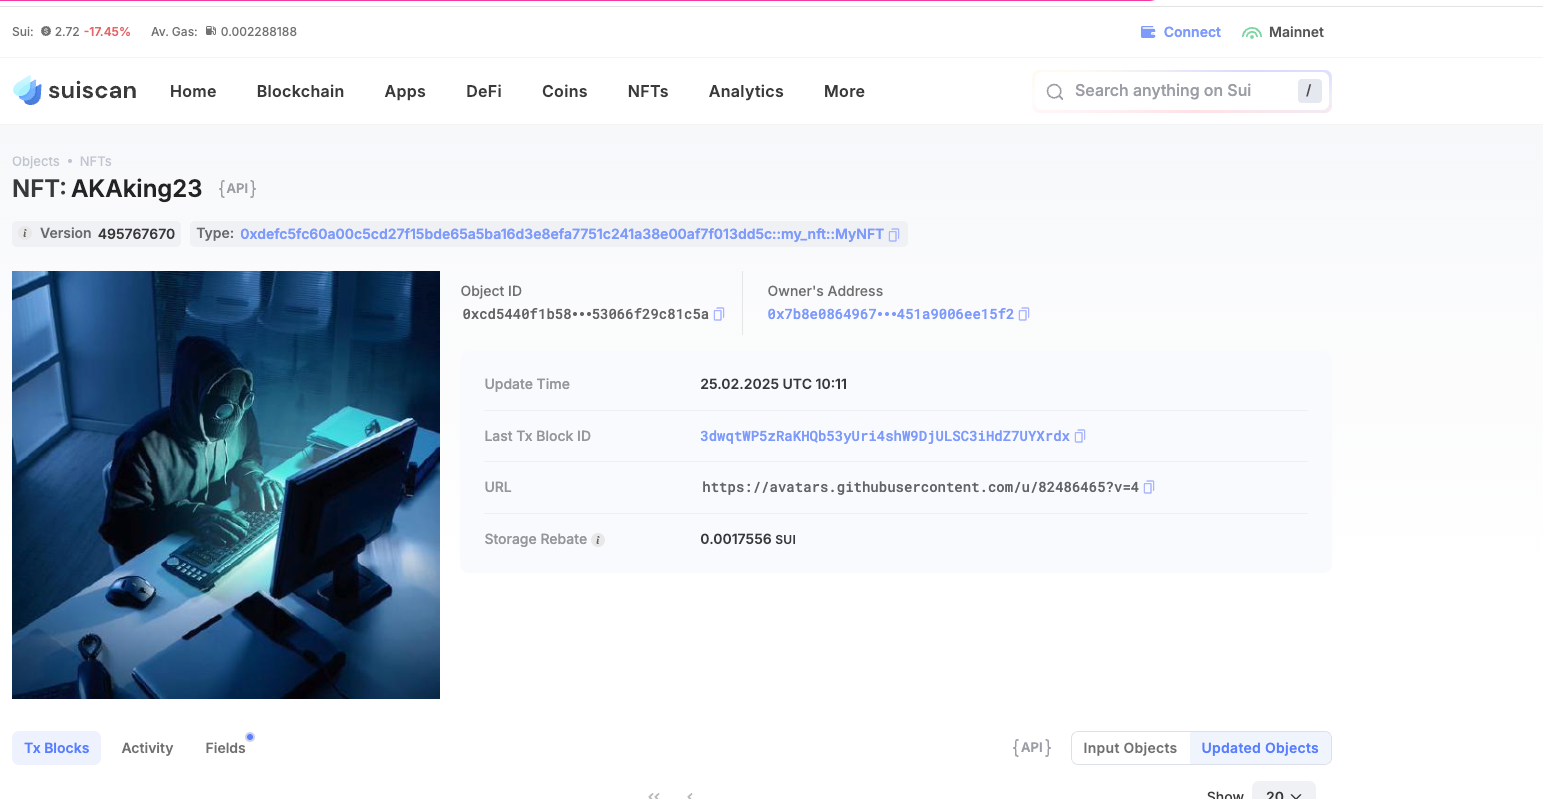 Sui: 2.72 -17.45% Av. Gas: 0.002288188
Connect Mainnet
suiscan Home Blockchain Apps DeFi Coins NFTs Analytics More Search anything on Sui /
Objects • NFTs
NFT: AKAking23 {API}
i Version 495767670 Type: 0xdefc5fc60a00c5cd27f15bde65a5ba16d3e8efa7751c241a38e00af7f013dd5c::my_nft::MyNFT
Object ID
0xcd5440f1b58•••53066f29c81c5a
Owner's Address
0x7b8e0864967•••451a9006ee15f2
Update Time 25.02.2025 UTC 10:11
Last Tx Block ID 3dwqtWP5zRaKHQb53yUri4shW9DjULSC3iHdZ7UYXrdx
URL https://avatars.githubusercontent.com/u/82486465?v=4
Storage Rebate i 0.0017556 SUI
Tx Blocks Activity Fields {API} Input Objects Updated Objects
Show 20